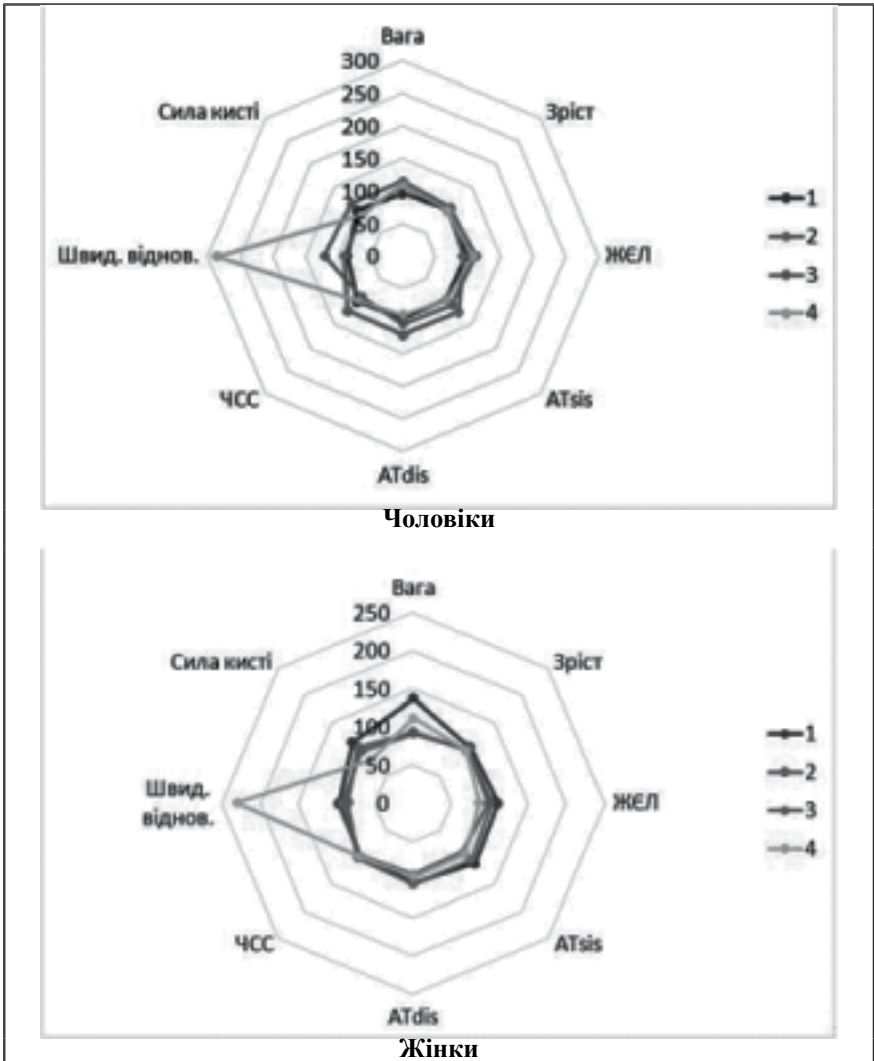 Вага
300
250
200
150
100
50
0
Зріст
ЖЄЛ
ATsis
ATdis
ЧСС
Швид. віднов.
Сила кисті
1
2
3
4
Чоловіки
Вага
250
200
150
100
50
0
Зріст
ЖЄЛ
ATsis
ATdis
ЧСС
Швид.
віднов.
Сила кисті
1
2
3
4
Жінки